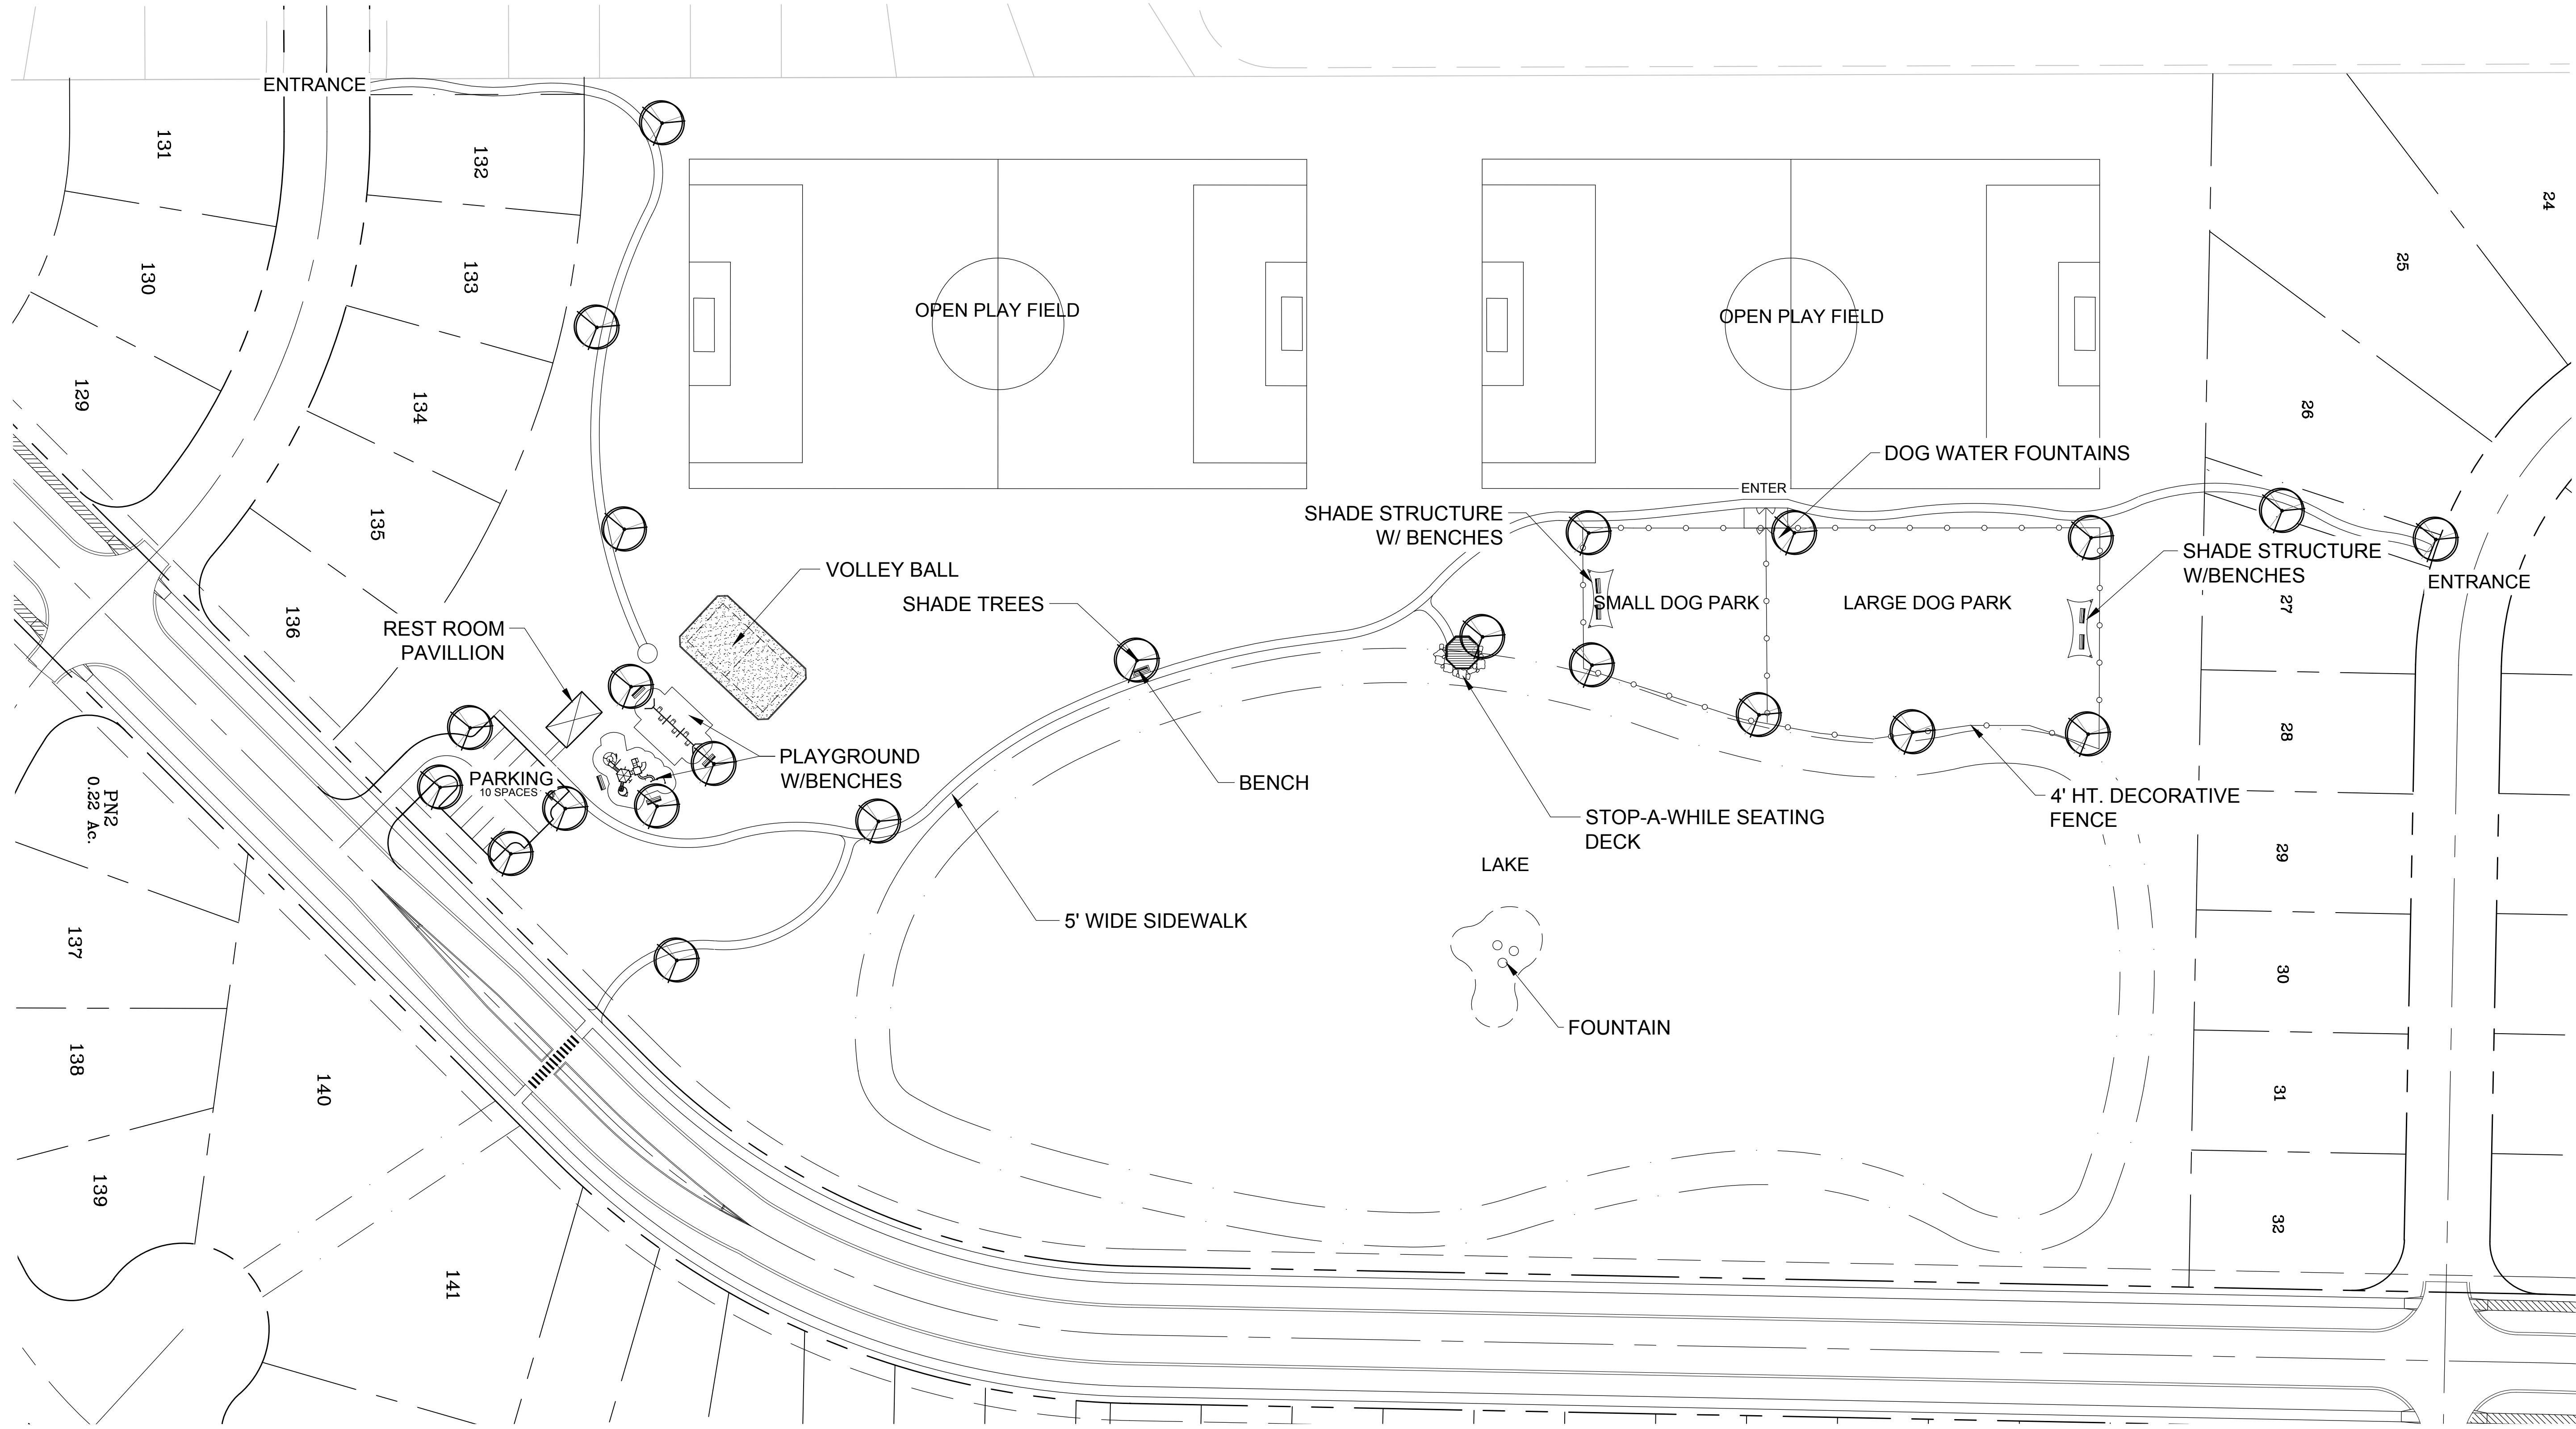 ENTRANCE
131
132
24
130
133
25
OPEN PLAY FIELD
OPEN PLAY FIELD
129
134
26
DOG WATER FOUNTAINS
ENTER
135
SHADE STRUCTURE
W/ BENCHES
SHADE STRUCTURE
W/BENCHES
ENTRANCE
VOLLEY BALL
SHADE TREES
SMALL DOG PARK
LARGE DOG PARK
27
136
REST ROOM
PAVILLION
28
PLAYGROUND
W/BENCHES
PARKING
10 SPACES
BENCH
4' HT. DECORATIVE
FENCE
PN2
0.22 Ac.
STOP-A-WHILE SEATING
DECK
29
LAKE
5' WIDE SIDEWALK
137
30
FOUNTAIN
138
140
31
139
32
141